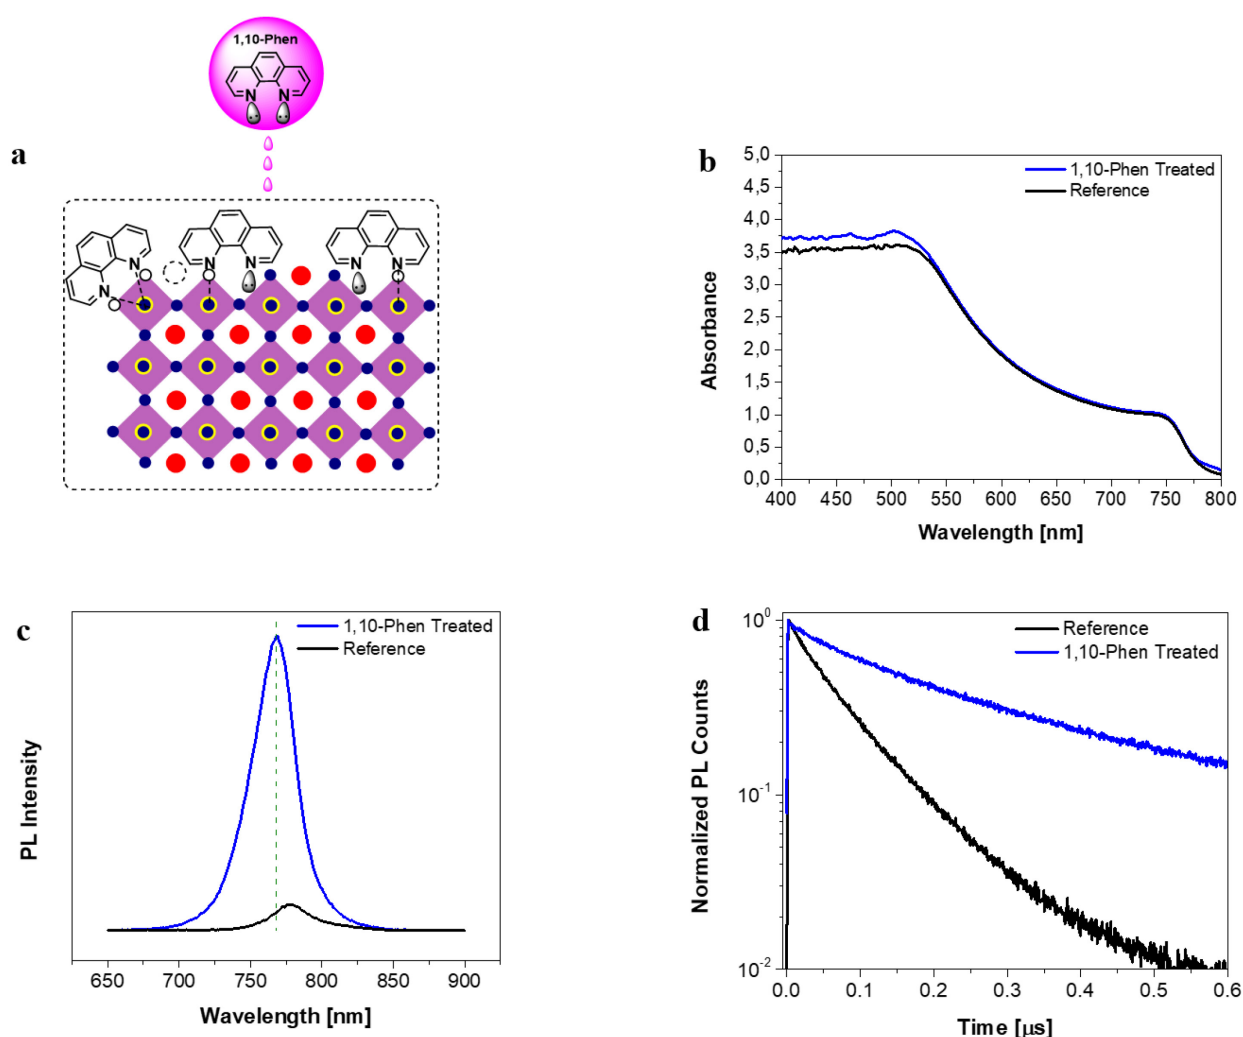 1,10-Phen
N N
a
N
N
N N
N N
b
5,0
4,5
4,0
3,5
3,0
2,5
2,0
1,5
1,0
0,5
0,0
Absorbance
1,10-Phen Treated
Reference
400 450 500 550 600 650 700 750 800
Wavelength [nm]
c
1,10-Phen Treated
Reference
PL Intensity
650 700 750 800 850 900
Wavelength [nm]
d
Reference
1,10-Phen Treated
Normalized PL Counts
10⁰
10⁻¹
10⁻²
0.0 0.1 0.2 0.3 0.4 0.5 0.6
Time [µs]